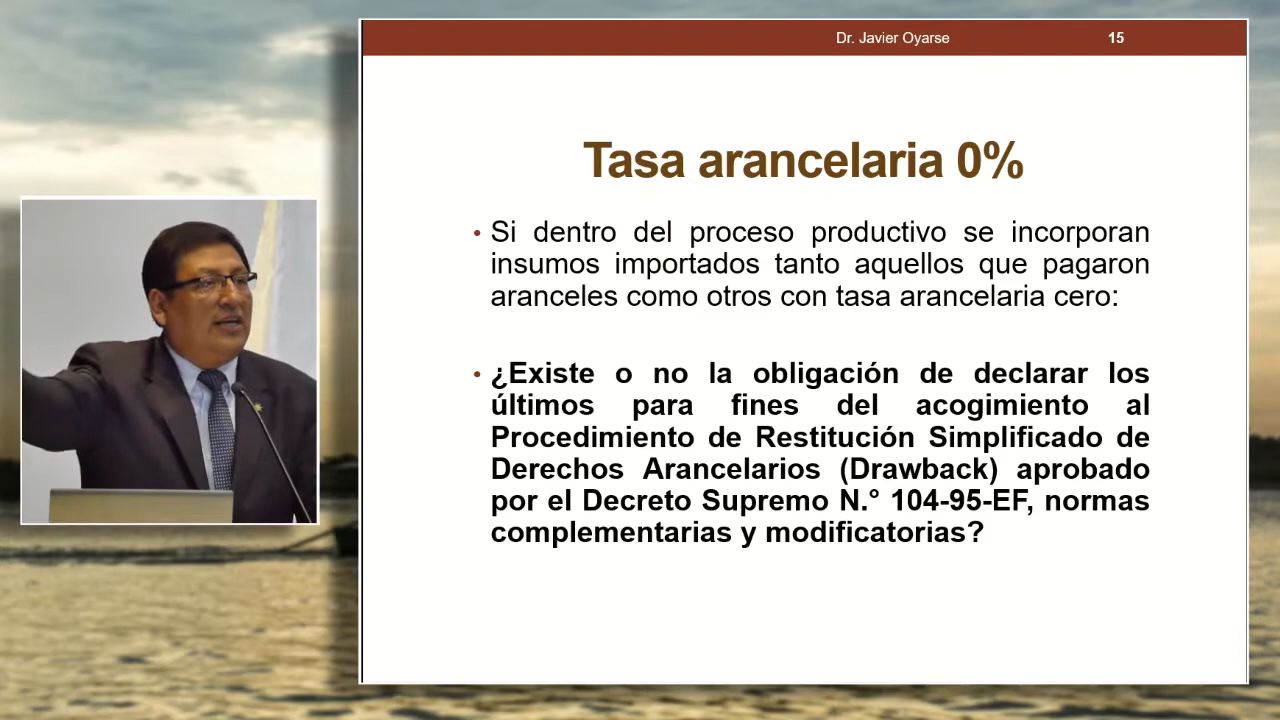 Dr. Javier Oyarse
15
Tasa arancelaria 0%
• Si dentro del proceso productivo se incorporan
insumos importados tanto aquellos que pagaron
aranceles como otros con tasa arancelaria cero:
• ¿Existe o no la obligación de declarar los
últimos para fines del acogimiento al
Procedimiento de Restitución Simplificado de
Derechos Arancelarios (Drawback) aprobado
por el Decreto Supremo N.° 104-95-EF, normas
complementarias y modificatorias?